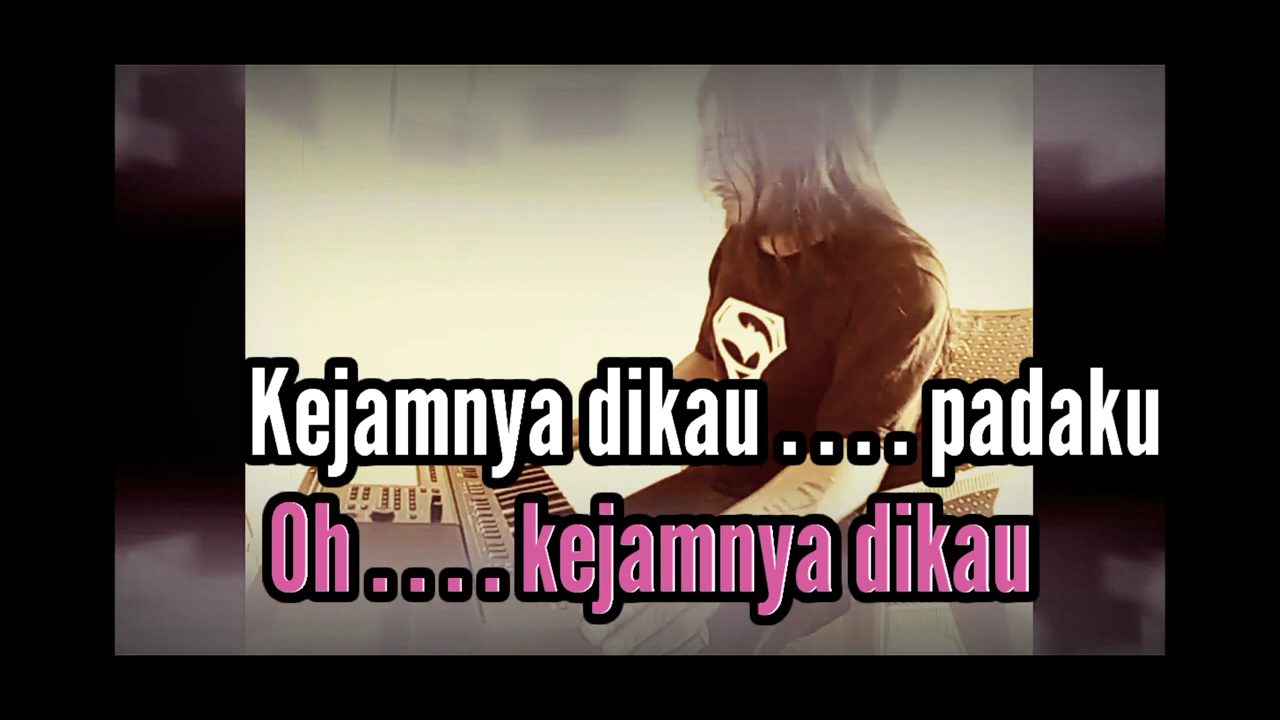 Kejamnya dikau . . . . padaku
Oh . . . . kejamnya dikau